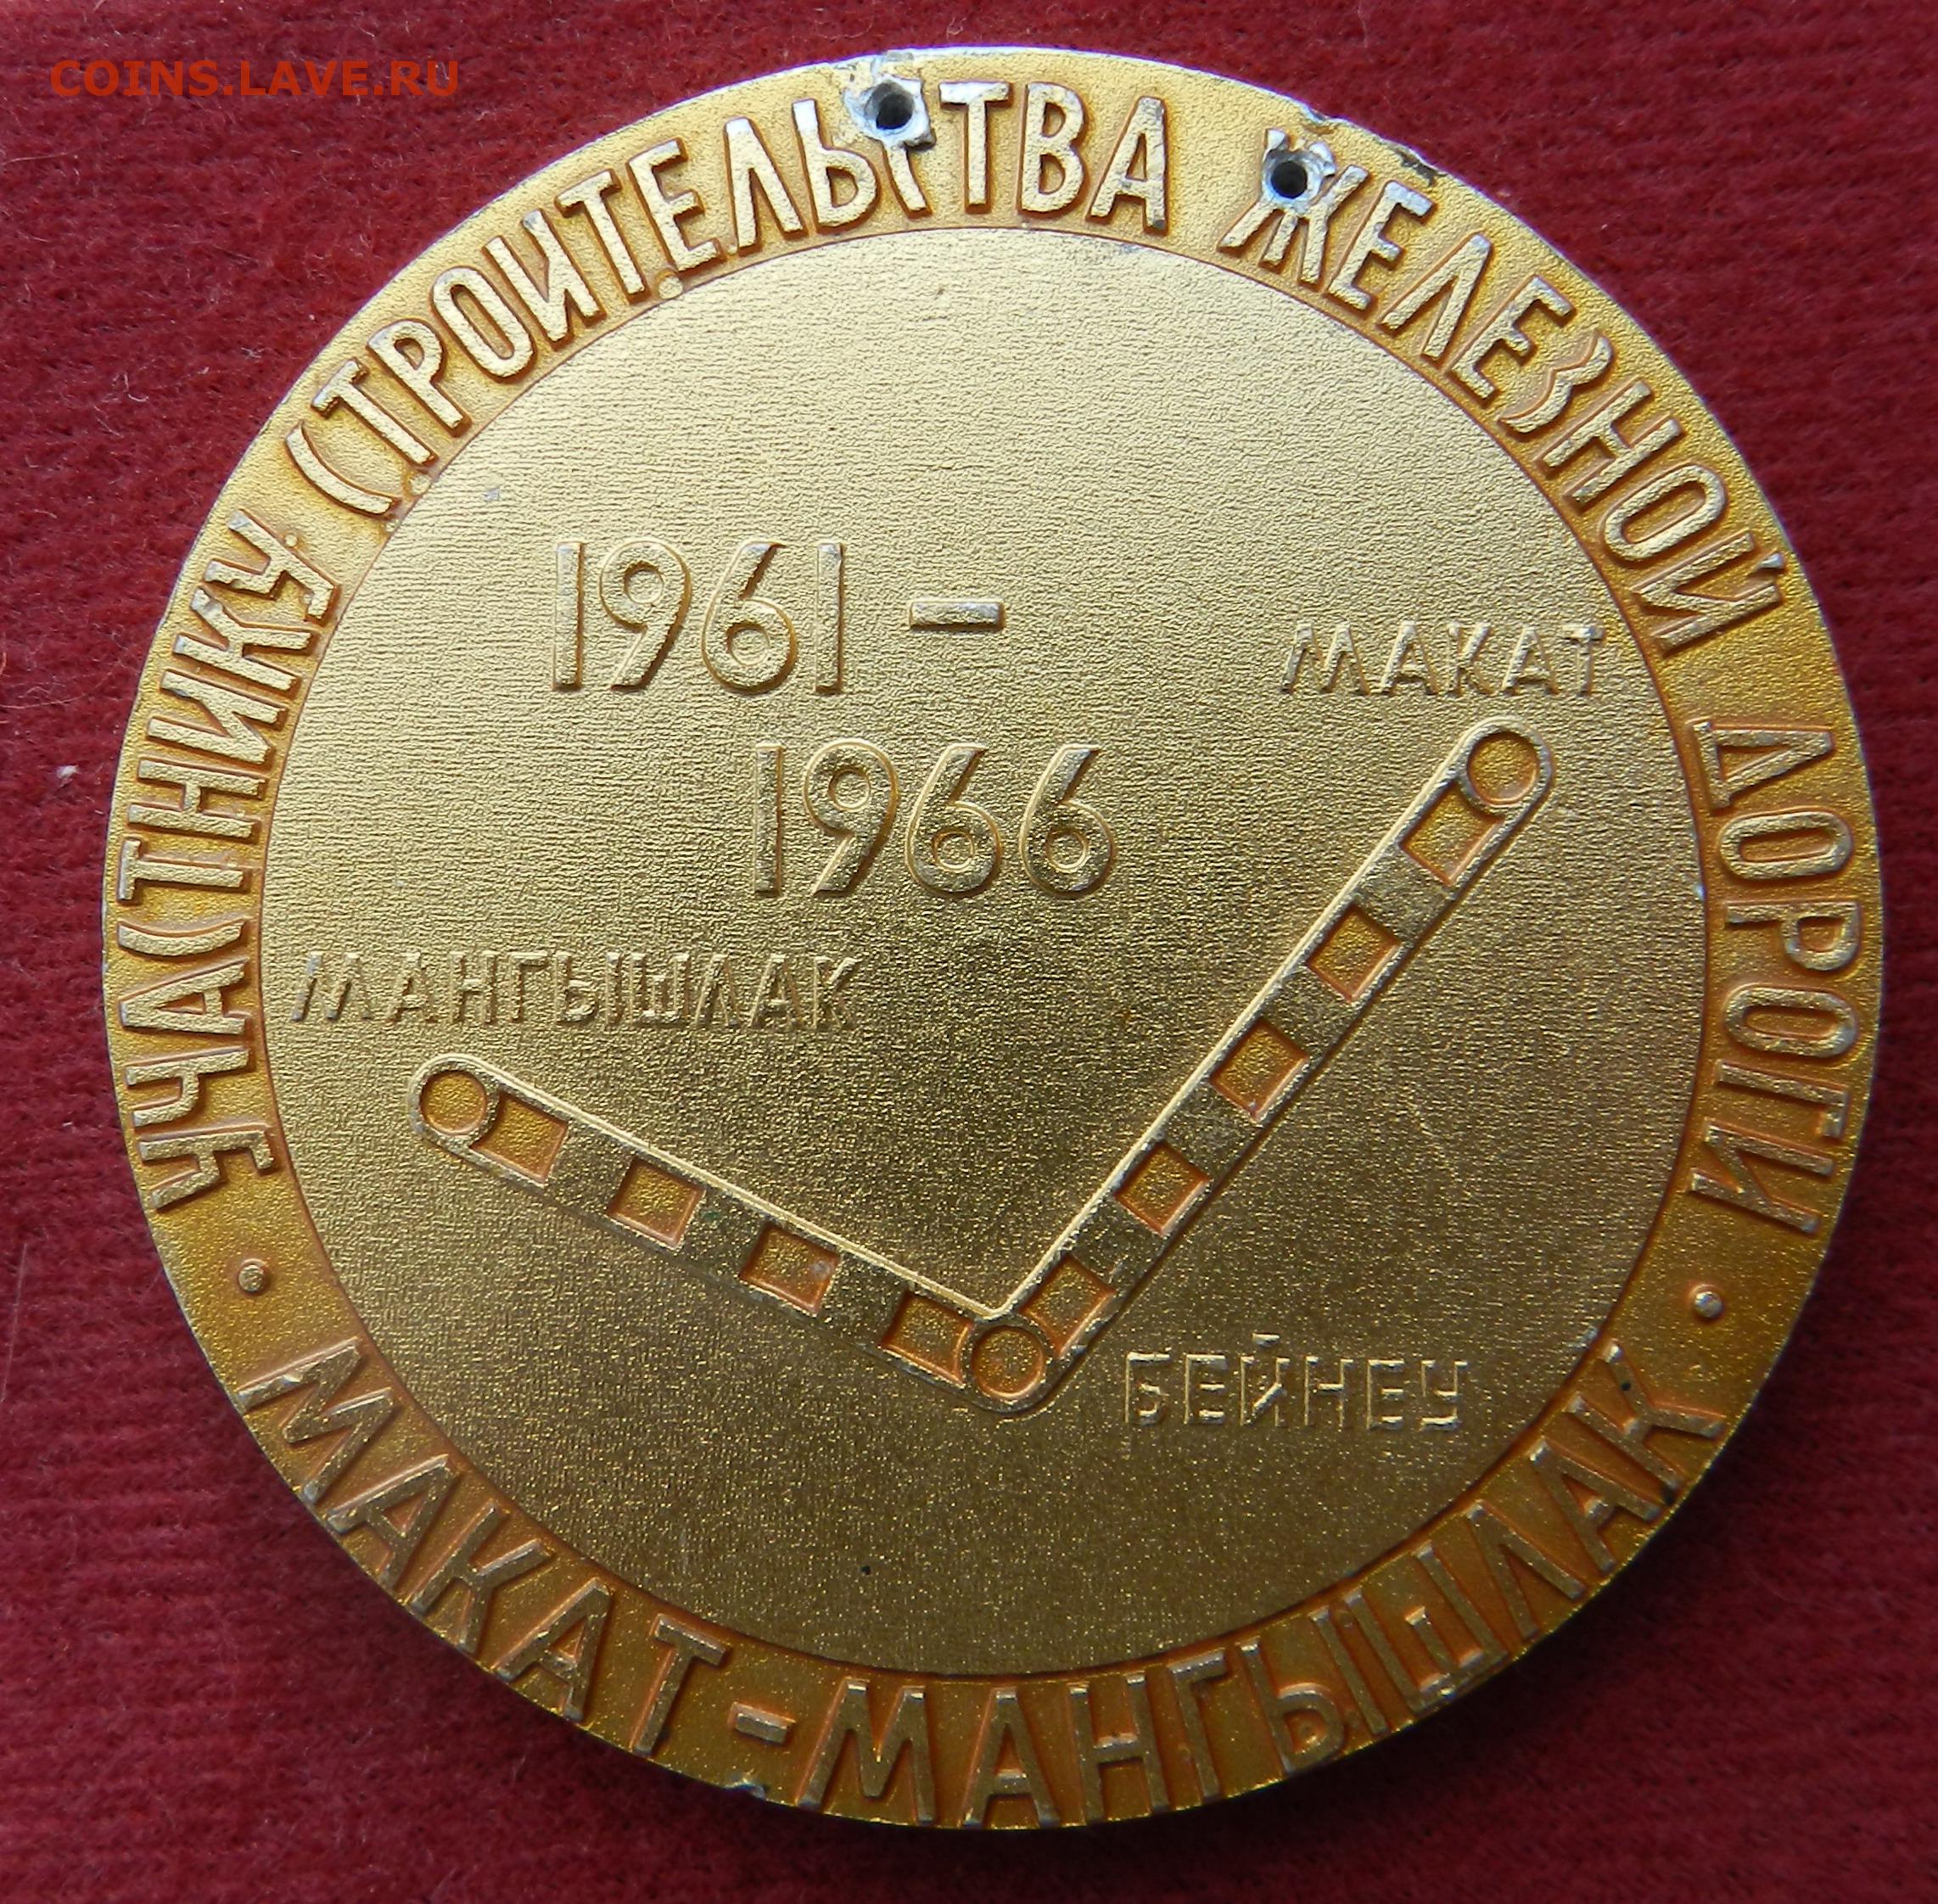 COINS.LAVE.RU
УЧАСТНИКУ СТРОИТЕЛЬСТВА ЖЕЛЕЗНОЙ ДОРОГИ
1961 –
1966
МАКАТ
МАНГЫШЛАК
БЕЙНЕУ
· МАКАТ-МАНГЫШЛАК ·